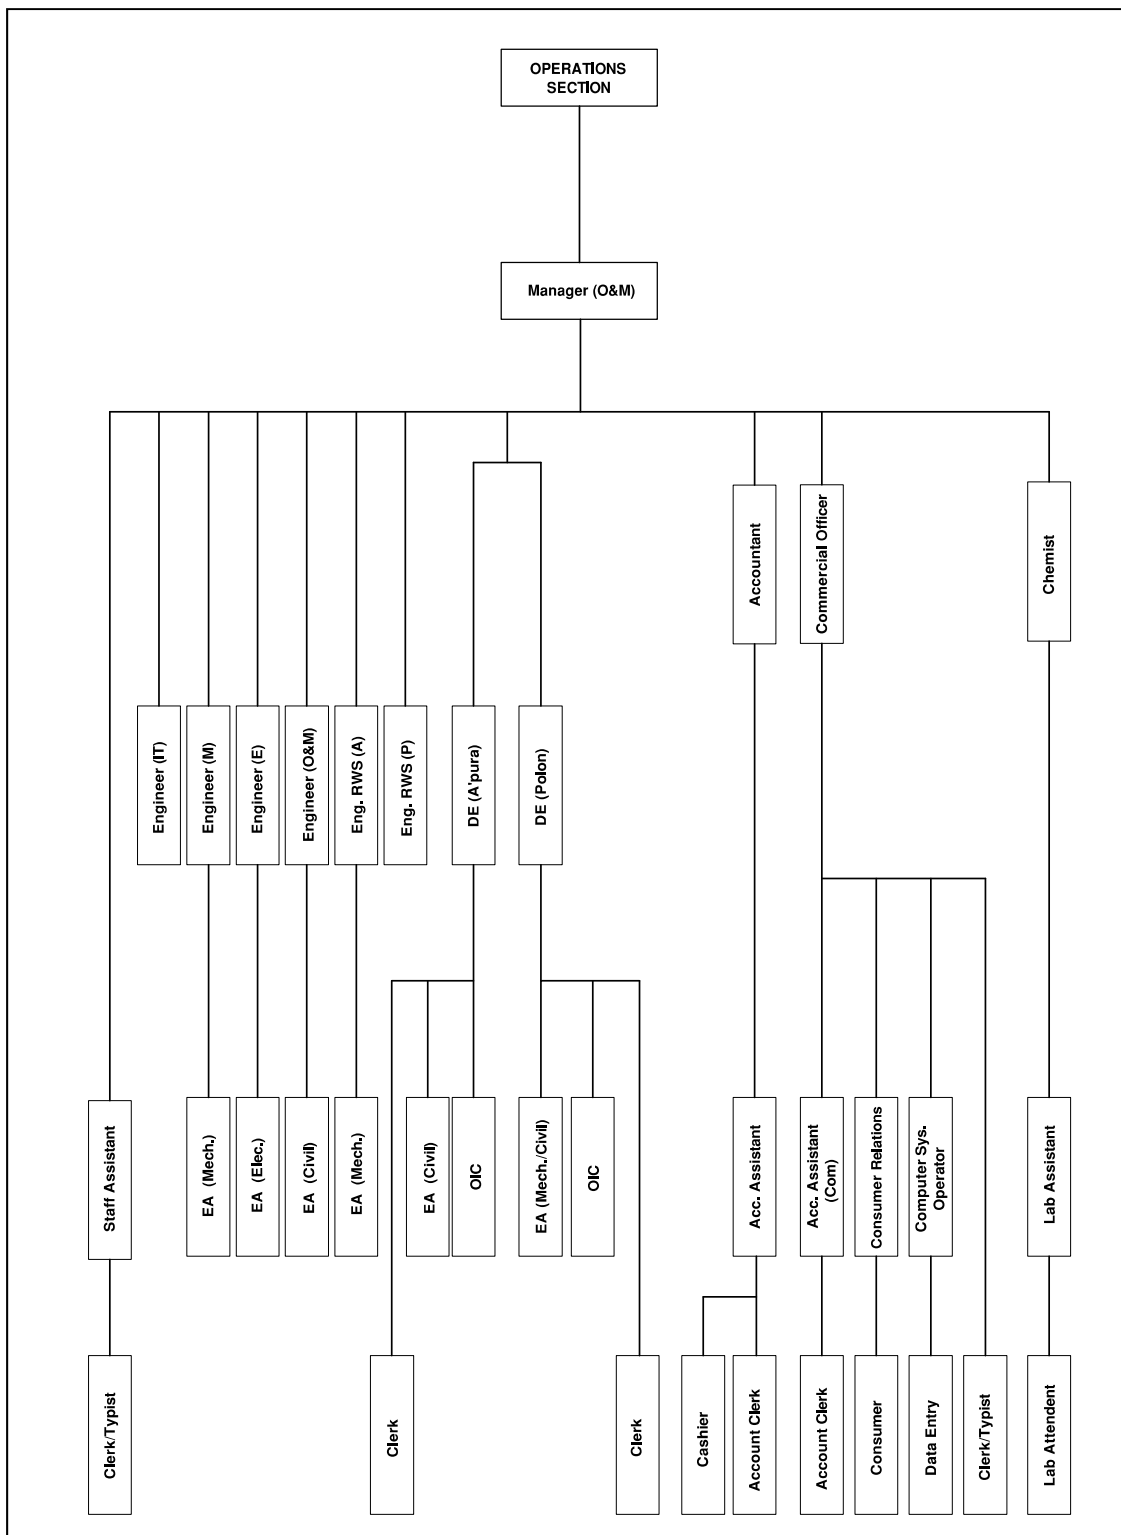 OPERATIONS
SECTION
Manager (O&M)
Accountant
Commercial Officer
Chemist
Engineer (IT)
Engineer (M)
Engineer (E)
Engineer (O&M)
Eng. RWS (A)
Eng. RWS (P)
DE (A'pura)
DE (Polon)
Staff Assistant
EA (Mech.)
EA (Elec.)
EA (Civil)
EA (Mech.)
EA (Civil)
OIC
EA (Mech./Civil)
OIC
Acc. Assistant
Acc. Assistant
(Com)
Consumer Relations
Computer Sys.
Operator
Lab Assistant
Clerk/Typist
Clerk
Clerk
Cashier
Account Clerk
Account Clerk
Consumer
Data Entry
Clerk/Typist
Lab Attendent